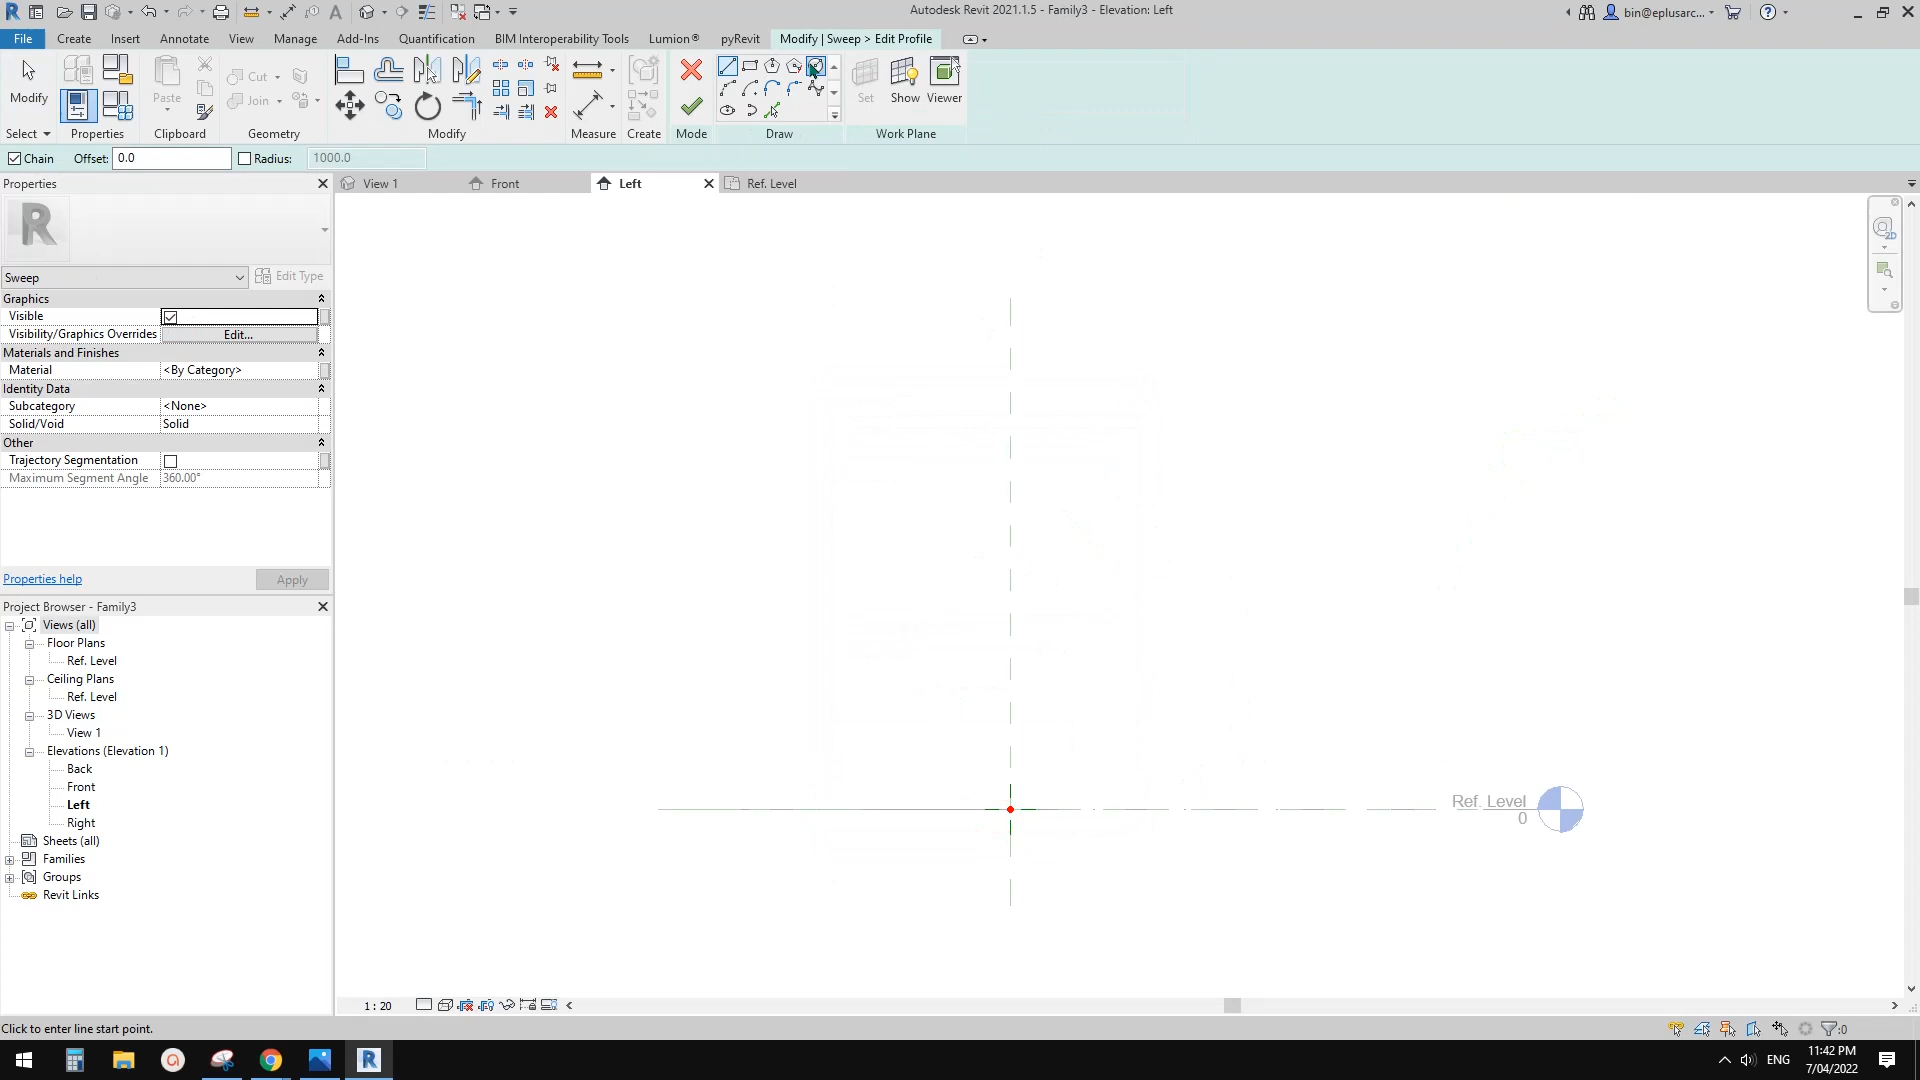 Autodesk Revit 2021.1.5 - Family3 - Elevation: Left
bin@eplusarc...
File Create Insert Annotate View Manage Add-Ins Quantification BIM Interoperability Tools Lumion® pyRevit Modify | Sweep > Edit Profile
Modify
Paste
Cut
Join
Set Show Viewer
Select Properties Clipboard Geometry Modify Measure Create Mode Draw Work Plane
Chain Offset: 0.0 Radius: 1000.0
Properties
View 1 Front Left Ref. Level
Sweep Edit Type
Graphics
Visible
Visibility/Graphics Overrides Edit...
Materials and Finishes
Material <By Category>
Identity Data
Subcategory <None>
Solid/Void Solid
Other
Trajectory Segmentation
Maximum Segment Angle 360.00°
Properties help Apply
Project Browser - Family3
Views (all)
Floor Plans
Ref. Level
Ceiling Plans
Ref. Level
3D Views
View 1
Elevations (Elevation 1)
Back
Front
Left
Right
Sheets (all)
Families
Groups
Revit Links
Ref. Level
0
2D
1 : 20
Click to enter line start point.
:0
ENG
11:42 PM
7/04/2022